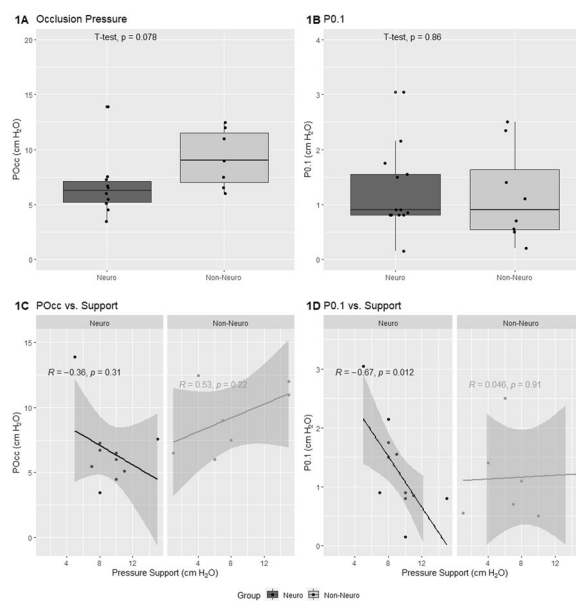 1A Occlusion Pressure
T-test, p = 0.078
POcc (cm H₂O)
20
15
10
5
0
Neuro
Non-Neuro
1B P0.1
T-test, p = 0.86
P0.1 (cm H₂O)
4
3
2
1
0
Neuro
Non-Neuro
1C POcc vs. Support
Neuro
Non-Neuro
R = −0.36, p = 0.31
R = 0.53, p = 0.22
POcc (cm H₂O)
15
10
5
0
4 8 12 4 8 12
Pressure Support (cm H₂O)
1D P0.1 vs. Support
Neuro
Non-Neuro
R = −0.67, p = 0.012
R = 0.046, p = 0.91
P0.1 (cm H₂O)
3
2
1
0
4 8 12 4 8 12
Pressure Support (cm H₂O)
Group Neuro Non-Neuro